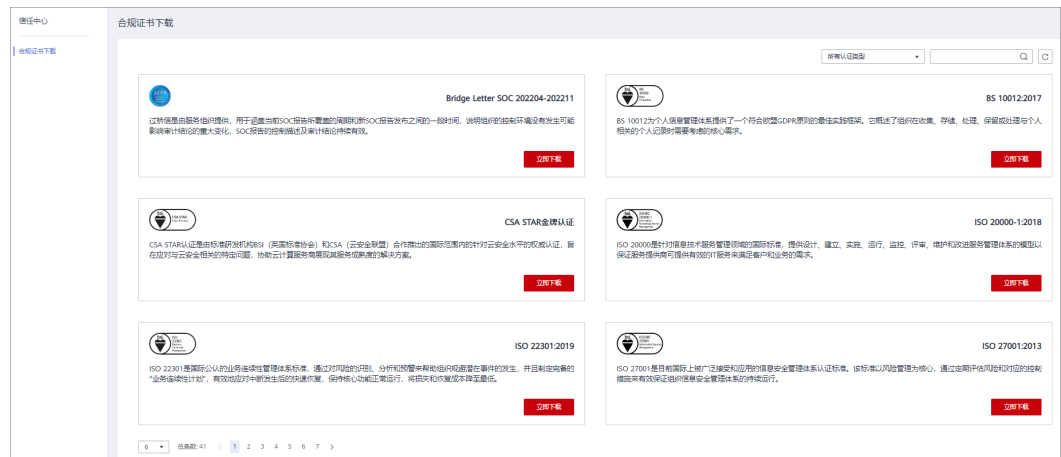 信任中心
合规证书下载
合规证书下载
所有认证类型
Bridge Letter SOC 202204-202211
过桥信是由服务组织提供，用于涵盖当前SOC报告所覆盖的周期和新SOC报告发布之间的一段时间，说明组织的控制环境没有发生可能
影响审计结论的重大变化，SOC报告的控制描述及审计结论持续有效。
立即下载
BS 10012:2017
BS 10012为个人信息管理体系提供了一个符合欧盟GDPR原则的最佳实践框架。它概述了组织在收集、存储、处理、保留或处理与个人
相关的个人记录时需要考虑的核心需求。
立即下载
CSA STAR金牌认证
CSA STAR认证是由标准研发机构BSI（英国标准协会）和CSA（云安全联盟）合作推出的国际范围内的针对云安全水平的权威认证，旨
在应对与云安全相关的特定问题，协助云计算服务商展现其服务成熟度的解决方案。
立即下载
ISO 20000-1:2018
ISO 20000是针对信息技术服务管理领域的国际标准，提供设计、建立、实施、运行、监控、评审、维护和改进服务管理体系的模型以
保证服务提供商可提供有效的IT服务来满足客户和业务的需求。
立即下载
ISO 22301:2019
ISO 22301是国际公认的业务连续性管理体系标准，通过对风险的识别、分析和预警来帮助组织规避潜在事件的发生，并且制定完备的
“业务连续性计划”，有效地应对中断发生后的快速恢复，保持核心功能正常运行，将损失和恢复成本降至最低。
立即下载
ISO 27001:2013
ISO 27001是目前国际上被广泛接受和应用的信息安全管理体系认证标准。该标准以风险管理为核心，通过定期评估风险和对应的控制
措施来有效保证组织信息安全管理体系的持续运行。
立即下载
6 总条数: 41 < 1 2 3 4 5 6 7 >